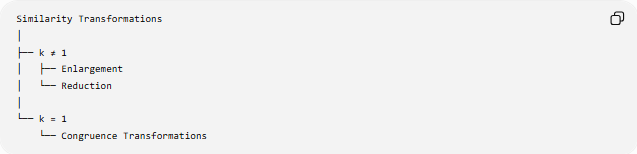 Similarity Transformations
│
├── k ≠ 1
│   ├── Enlargement
│   └── Reduction
│
└── k = 1
    └── Congruence Transformations